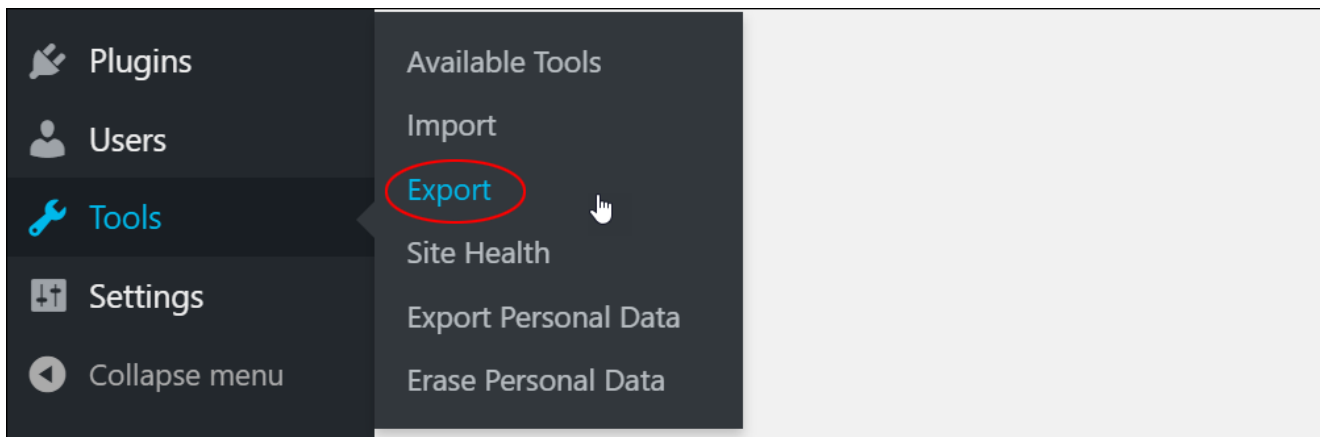 Plugins
Users
Tools
Settings
Collapse menu
Available Tools
Import
Export
Site Health
Export Personal Data
Erase Personal Data